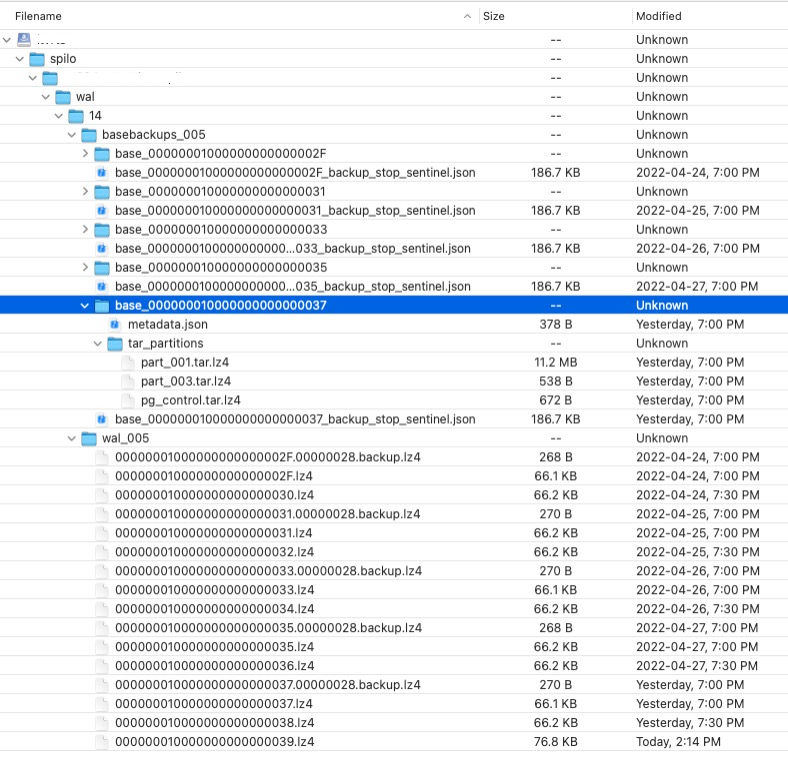 Filename Size Modified
-- Unknown
spilo -- Unknown
-- Unknown
wal -- Unknown
14 -- Unknown
basebackups_005 -- Unknown
base_00000001000000000000002F -- Unknown
base_00000001000000000000002F_backup_stop_sentinel.json 186.7 KB 2022-04-24, 7:00 PM
base_000000010000000000000031 -- Unknown
base_000000010000000000000031_backup_stop_sentinel.json 186.7 KB 2022-04-25, 7:00 PM
base_000000010000000000000033 -- Unknown
base_00000001000000000...033_backup_stop_sentinel.json 186.7 KB 2022-04-26, 7:00 PM
base_000000010000000000000035 -- Unknown
base_00000001000000000...035_backup_stop_sentinel.json 186.7 KB 2022-04-27, 7:00 PM
base_000000010000000000000037 -- Unknown
metadata.json 378 B Yesterday, 7:00 PM
tar_partitions -- Unknown
part_001.tar.lz4 11.2 MB Yesterday, 7:00 PM
part_003.tar.lz4 538 B Yesterday, 7:00 PM
pg_control.tar.lz4 672 B Yesterday, 7:00 PM
base_000000010000000000000037_backup_stop_sentinel.json 186.7 KB Yesterday, 7:00 PM
wal_005 -- Unknown
00000001000000000000002F.00000028.backup.lz4 268 B 2022-04-24, 7:00 PM
00000001000000000000002F.lz4 66.1 KB 2022-04-24, 7:00 PM
000000010000000000000030.lz4 66.2 KB 2022-04-24, 7:30 PM
000000010000000000000031.00000028.backup.lz4 270 B 2022-04-25, 7:00 PM
000000010000000000000031.lz4 66.2 KB 2022-04-25, 7:00 PM
000000010000000000000032.lz4 66.2 KB 2022-04-25, 7:30 PM
000000010000000000000033.00000028.backup.lz4 270 B 2022-04-26, 7:00 PM
000000010000000000000033.lz4 66.1 KB 2022-04-26, 7:00 PM
000000010000000000000034.lz4 66.2 KB 2022-04-26, 7:30 PM
000000010000000000000035.00000028.backup.lz4 268 B 2022-04-27, 7:00 PM
000000010000000000000035.lz4 66.2 KB 2022-04-27, 7:00 PM
000000010000000000000036.lz4 66.2 KB 2022-04-27, 7:30 PM
000000010000000000000037.00000028.backup.lz4 270 B Yesterday, 7:00 PM
000000010000000000000037.lz4 66.1 KB Yesterday, 7:00 PM
000000010000000000000038.lz4 66.2 KB Yesterday, 7:30 PM
000000010000000000000039.lz4 76.8 KB Today, 2:14 PM